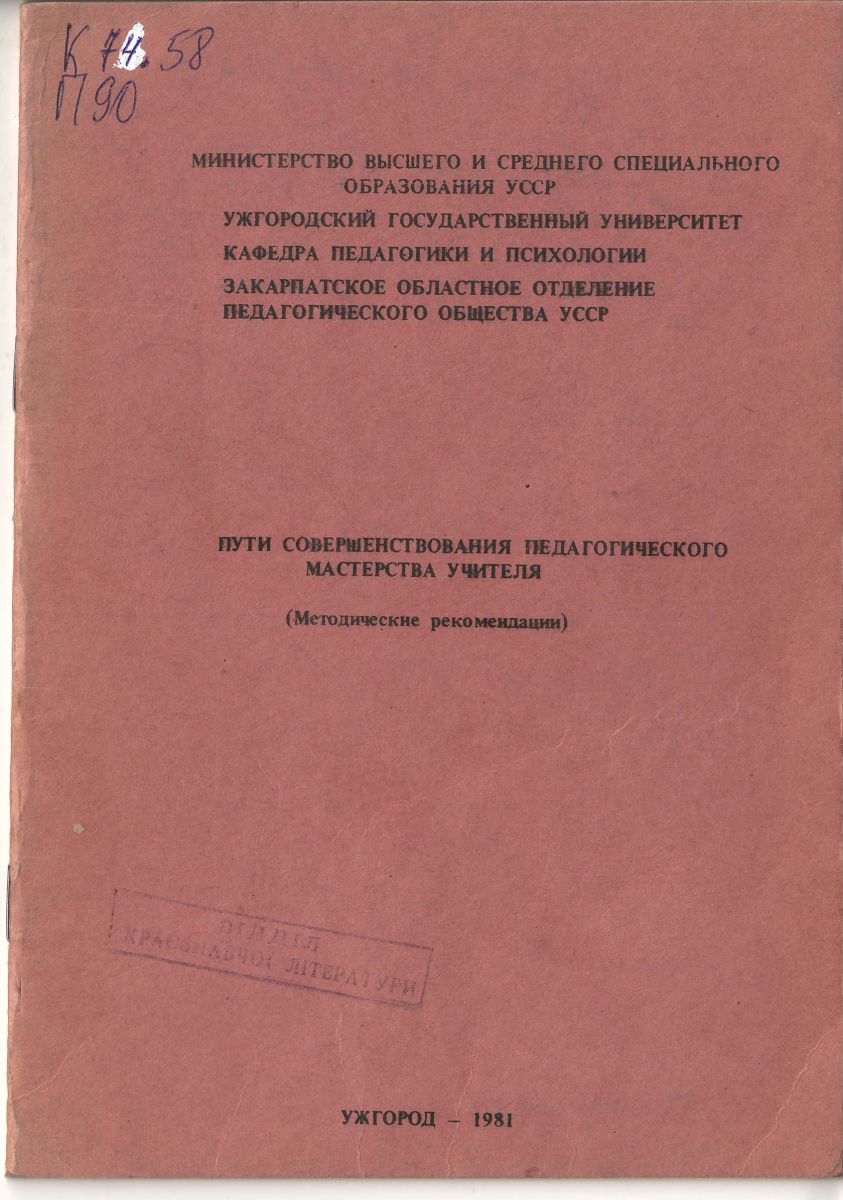 К 74.58
П90
МИНИСТЕРСТВО ВЫСШЕГО И СРЕДНЕГО СПЕЦИАЛЬНОГО
ОБРАЗОВАНИЯ УССР
УЖГОРОДСКИЙ ГОСУДАРСТВЕННЫЙ УНИВЕРСИТЕТ
КАФЕДРА ПЕДАГОГИКИ И ПСИХОЛОГИИ
ЗАКАРПАТСКОЕ ОБЛАСТНОЕ ОТДЕЛЕНИЕ
ПЕДАГОГИЧЕСКОГО ОБЩЕСТВА УССР
ПУТИ СОВЕРШЕНСТВОВАНИЯ ПЕДАГОГИЧЕСКОГО
МАСТЕРСТВА УЧИТЕЛЯ
(Методические рекомендации)
ВІДДІЛ
КРАЄЗНАВЧОЇ ЛІТЕРАТУРИ
УЖГОРОД – 1981